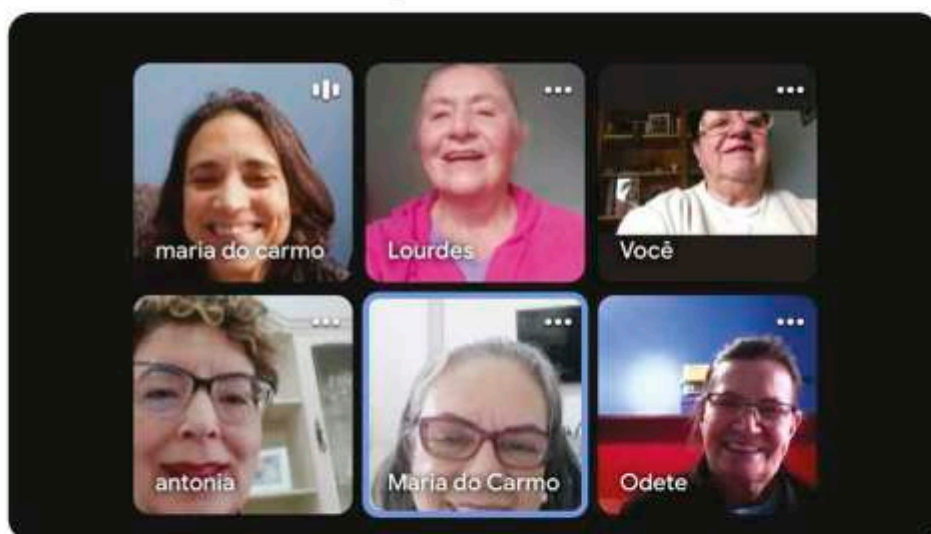 maria do carmo
Lourdes
Você
antonia
Maria do Carmo
Odete